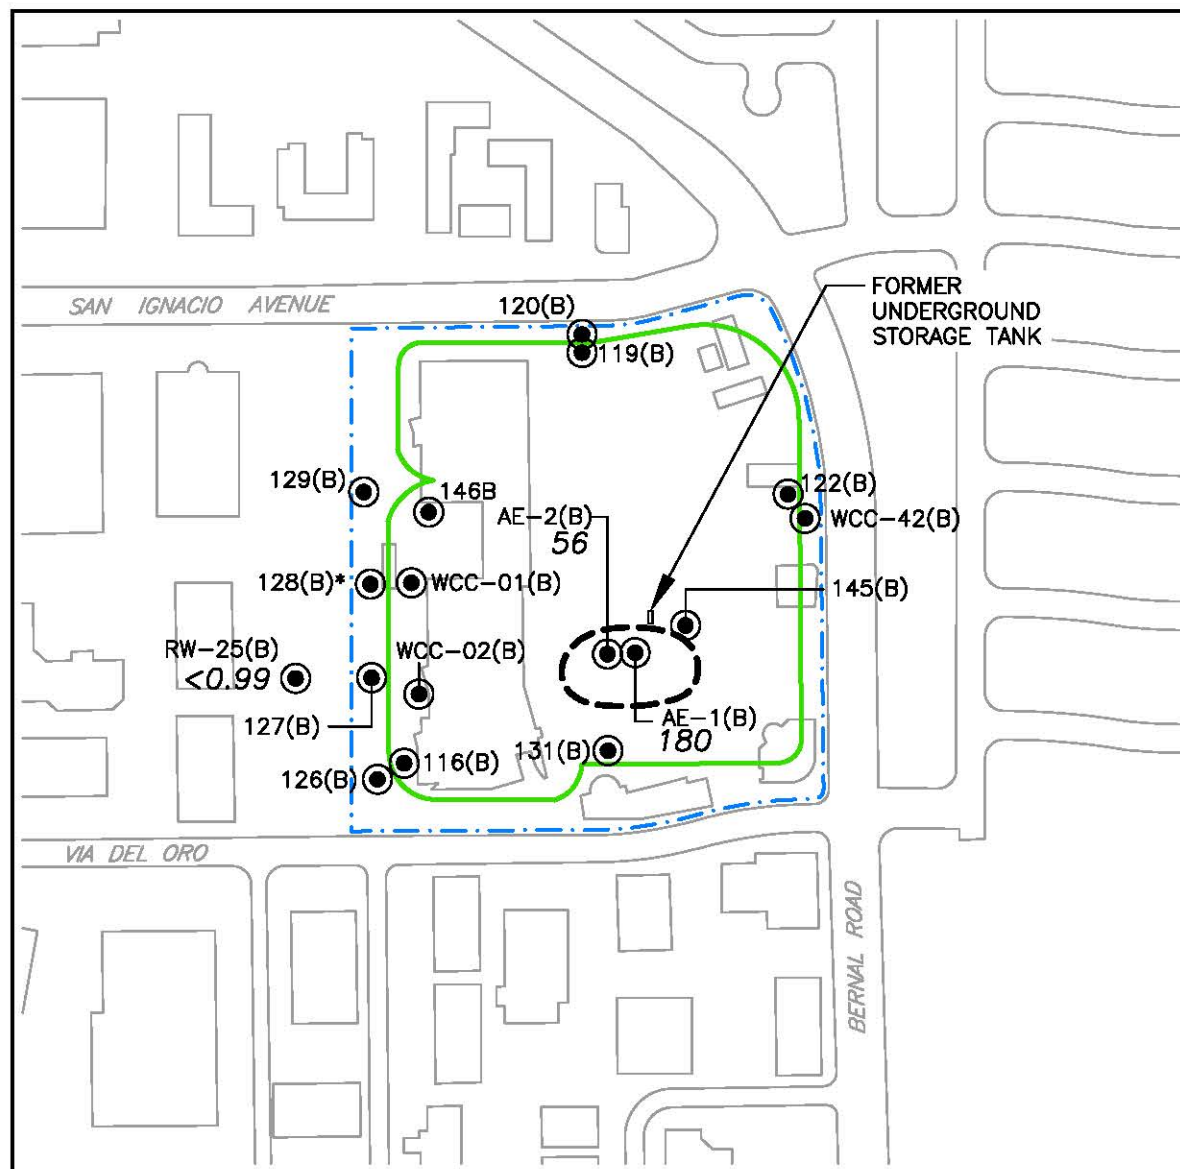 SAN IGNACIO AVENUE
120(B)
119(B)
FORMER
UNDERGROUND
STORAGE TANK
129(B)
146B
AE-2(B)
56
122(B)
WCC-42(B)
128(B)*
WCC-01(B)
145(B)
RW-25(B)
<0.99
WCC-02(B)
127(B)
AE-1(B)
180
131(B)
116(B)
126(B)
VIA DEL ORO
BERNAL ROAD